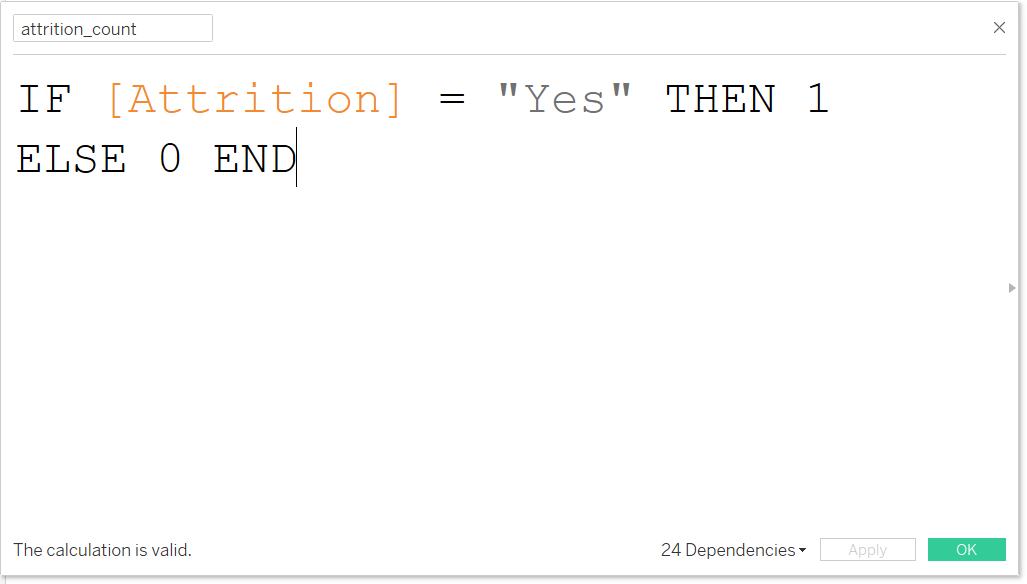 attrition_count
IF [Attrition] = "Yes" THEN 1
ELSE 0 END
The calculation is valid.
24 Dependencies
Apply
OK